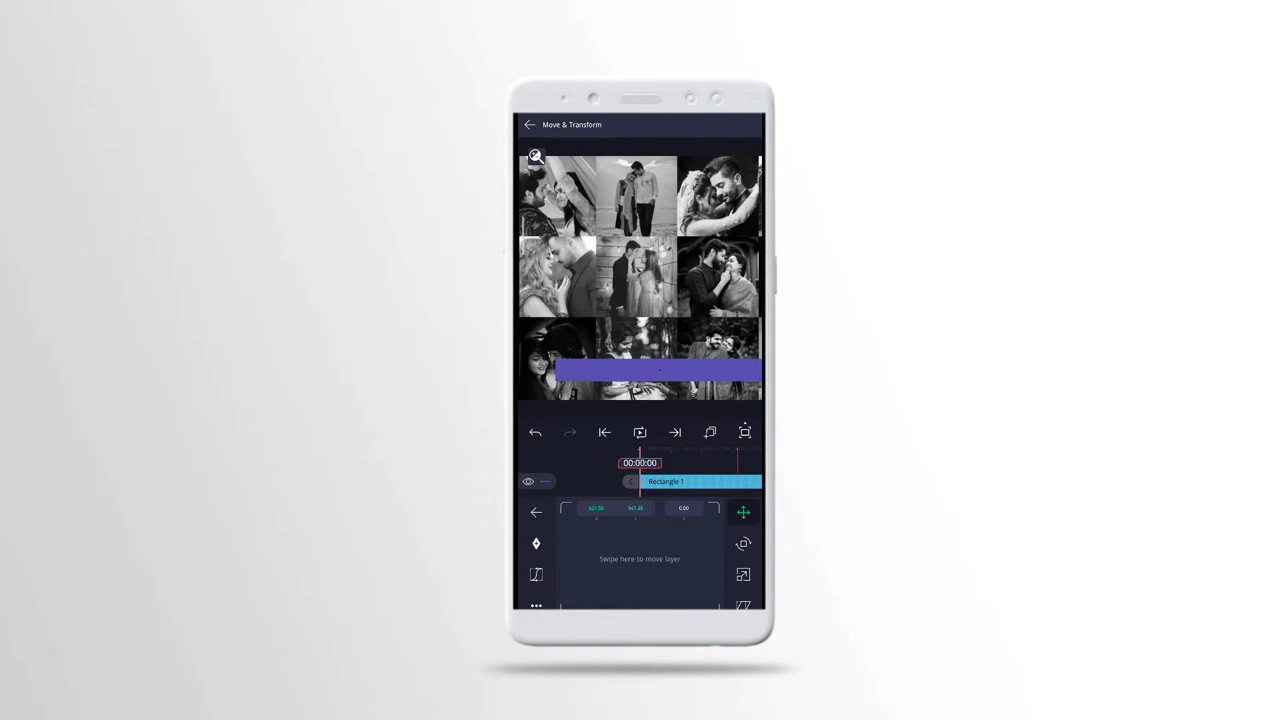 Move & Transform
00:00:00
Rectangle 1
0.00
Swipe here to move layer